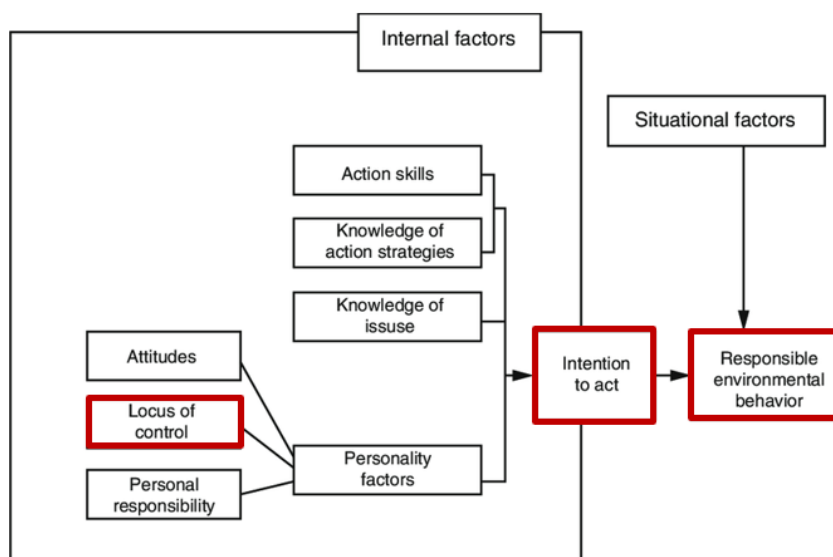 Internal factors
Situational factors
Action skills
Knowledge of
action strategies
Knowledge of
issuse
Attitudes
Locus of
control
Personal
responsibility
Personality
factors
Intention
to act
Responsible
environmental
behavior